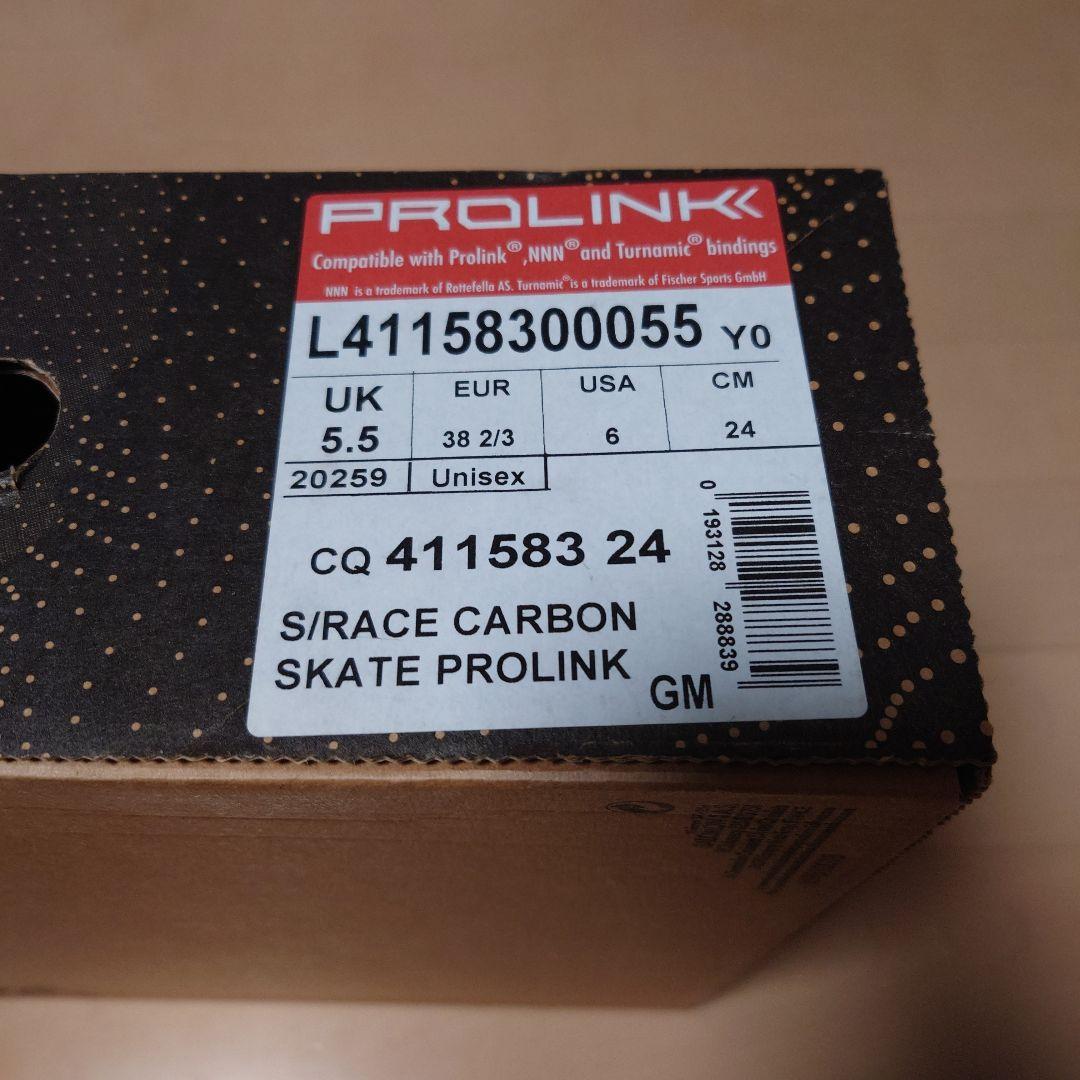 PROLINK
Compatible with Prolink®,NNN® and Turnamic® bindings
NNN is a trademark of Rottefella AS. Turnamic® is a trademark of Fischer Sports GmbH
L41158300055 Y0
UK EUR USA CM
5.5 38 2/3 6 24
20259 Unisex
CQ 411583 24
S/RACE CARBON
SKATE PROLINK
GM
0 193128 288839